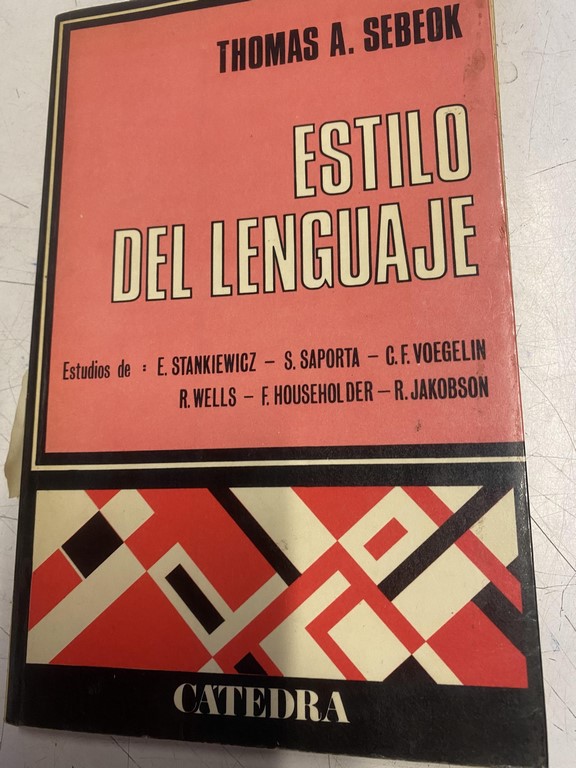 THOMAS A. SEBEOK
ESTILO
DEL LENGUAJE
Estudios de : E. STANKIEWICZ – S. SAPORTA – C. F. VOEGELIN
R. WELLS – F. HOUSEHOLDER – R. JAKOBSON
CATEDRA